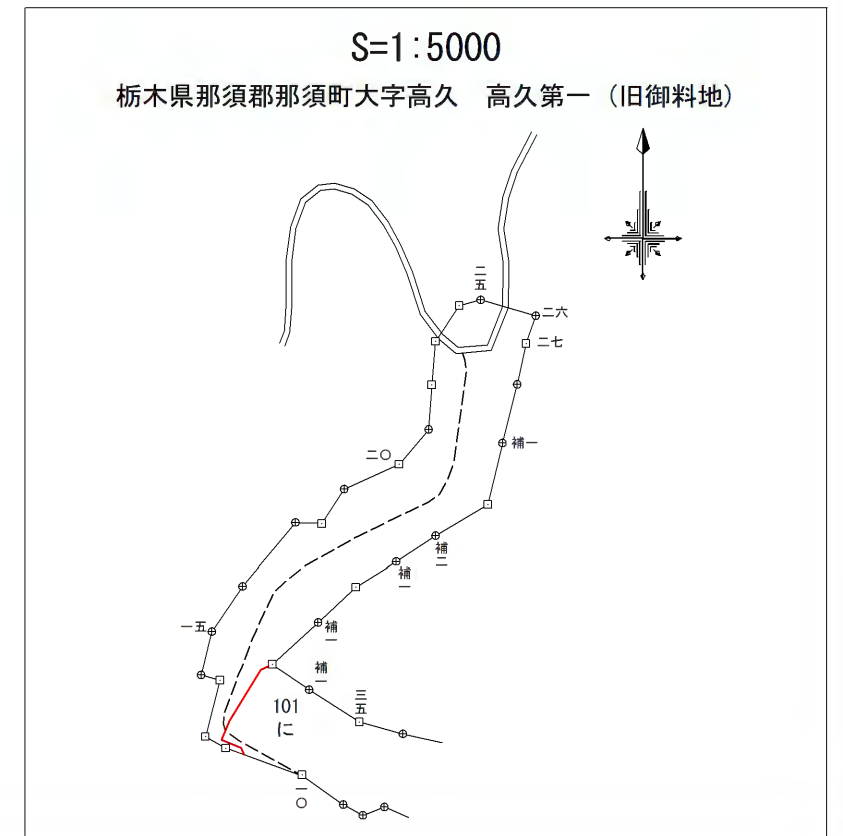 S=1:5000
栃木県那須郡那須町大字高久　高久第一（旧御料地）
二五
二六
二七
補一
二〇
補二
補一
一五
補一
補一
三五
101
に
一〇